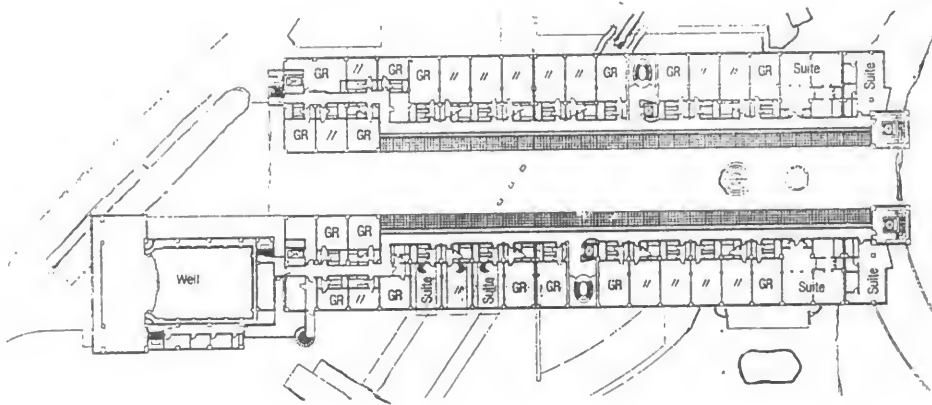 GR // GR GR // // // // // GR GR // // GR Suite Suite
GR // GR
GR GR
Well
GR // GR Suite // Suite GR GR GR // // // // GR Suite Suite